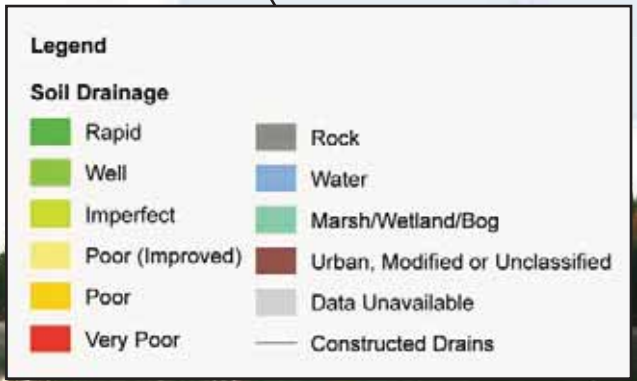 Legend
Soil Drainage
Rapid
Well
Imperfect
Poor (Improved)
Poor
Very Poor
Rock
Water
Marsh/Wetland/Bog
Urban, Modified or Unclassified
Data Unavailable
Constructed Drains